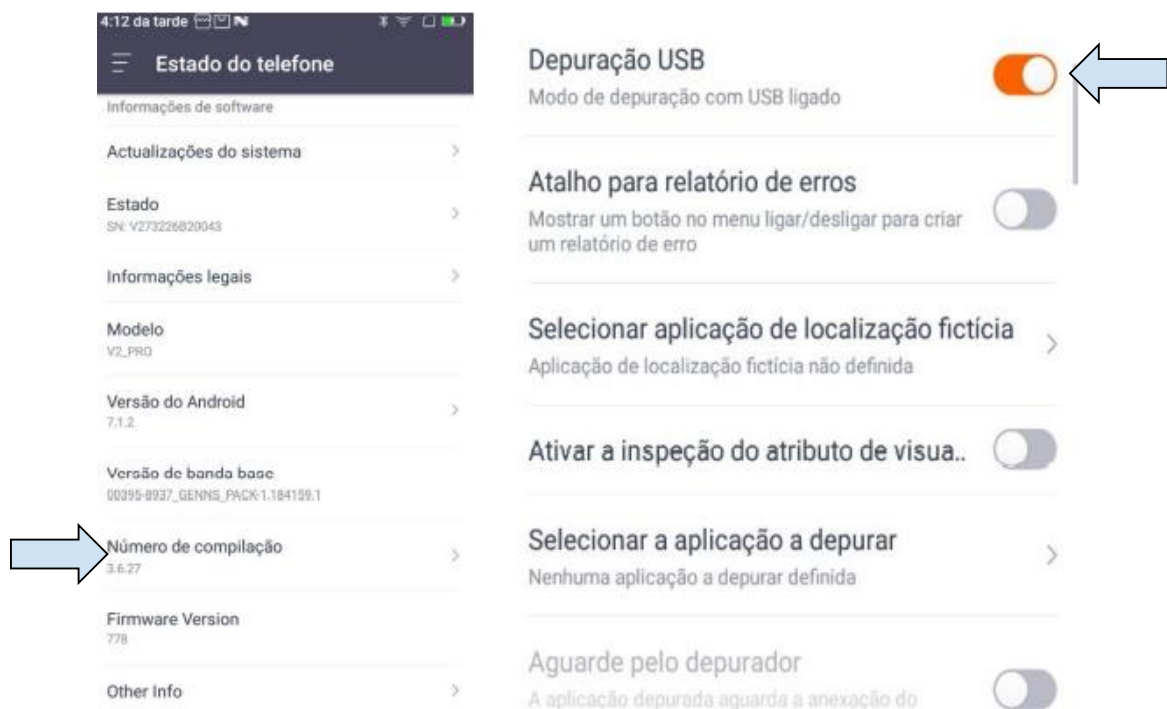 4:12 da tarde
Estado do telefone
Informações de software
Actualizações do sistema
Estado
SN: V273226B20043
Informações legais
Modelo
V2_PRO
Versão do Android
7.1.2
Versão de banda base
00395-8937_GENNS_PACK-1.184159.1
Número de compilação
3.6.27
Firmware Version
778
Other Info
Depuração USB
Modo de depuração com USB ligado
Atalho para relatório de erros
Mostrar um botão no menu ligar/desligar para criar
um relatório de erro
Selecionar aplicação de localização fictícia
Aplicação de localização fictícia não definida
Ativar a inspeção do atributo de visua..
Selecionar a aplicação a depurar
Nenhuma aplicação a depurar definida
Aguarde pelo depurador
A aplicação depurada aguarda a anexação do